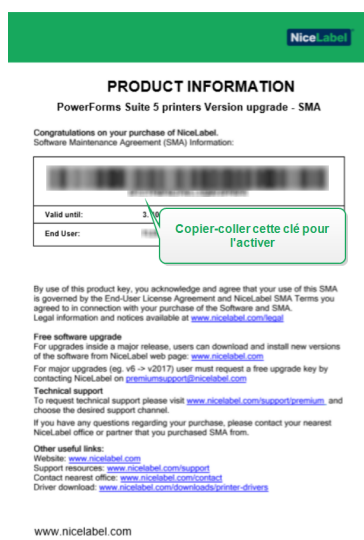 NiceLabel
PRODUCT INFORMATION
PowerForms Suite 5 printers Version upgrade - SMA
Congratulations on your purchase of NiceLabel.
Software Maintenance Agreement (SMA) Information:
Valid until:
End User:
Copier-coller cette clé pour
l'activer
By use of this product key, you acknowledge and agree that your use of this SMA
is governed by the End-User License Agreement and NiceLabel SMA Terms you
agreed to in connection with your purchase of the Software and SMA.
Legal information and notices available at www.nicelabel.com/legal
Free software upgrade
For upgrades inside a major release, users can download and install new versions
of the software from NiceLabel web page: www.nicelabel.com
For major upgrades (eg. v6 -> v2017) user must request a free upgrade key by
contacting NiceLabel on premiumsupport@nicelabel.com
Technical support
To request technical support please visit www.nicelabel.com/support/premium and
choose the desired support channel.
If you have any questions regarding your purchase, please contact your nearest
NiceLabel office or partner that you purchased SMA from.
Other useful links:
Website: www.nicelabel.com
Support resources: www.nicelabel.com/support
Contact nearest office: www.nicelabel.com/contact
Driver download: www.nicelabel.com/downloads/printer-drivers
www.nicelabel.com